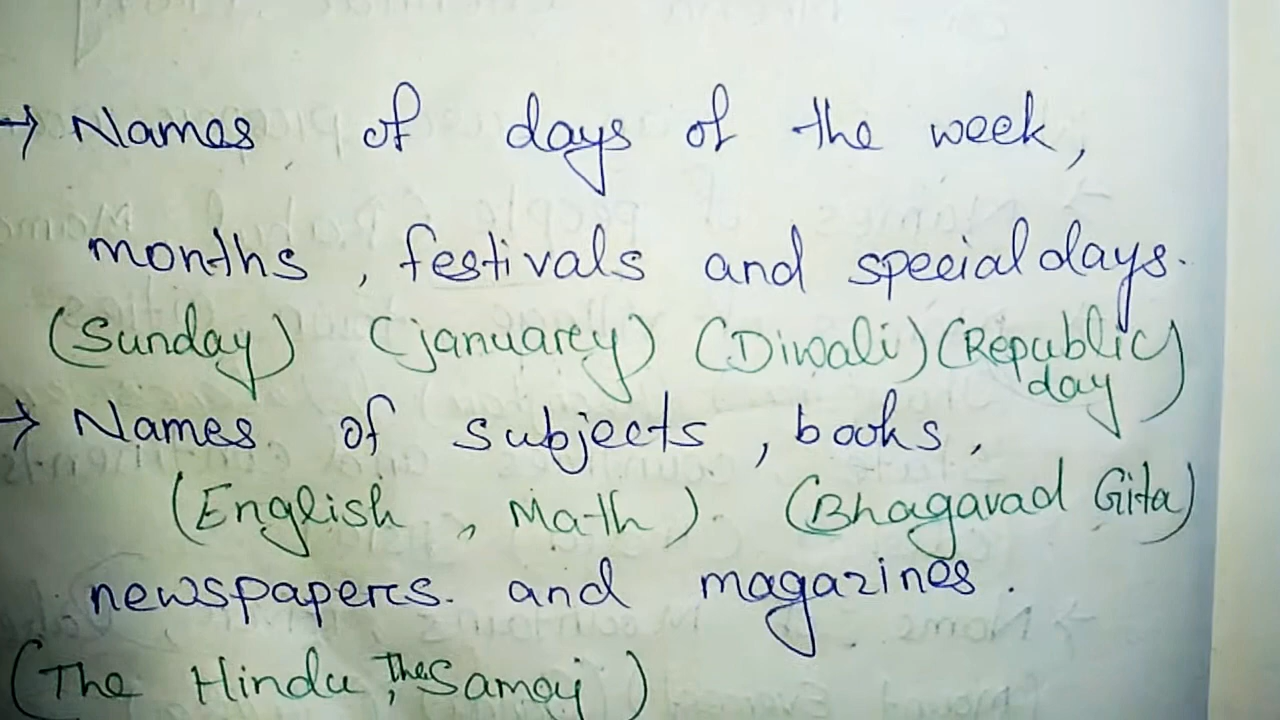 → Names of days of the week,
months, festivals and special days.
(Sunday) (january) (Diwali) (Republic
day)
→ Names of subjects, books,
(English, Math). (Bhagavad Gita)
newspapers. and magazines.
(The Hindu, The Samaj)